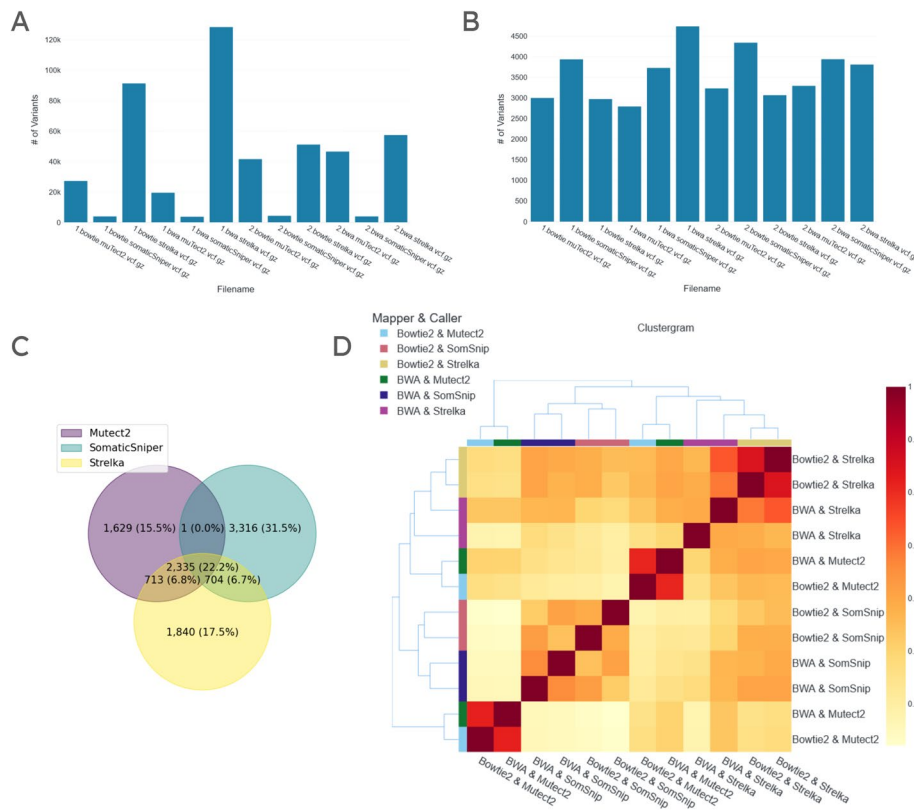 A
120k
100k
80k
60k
40k
20k
0
# of Variants
1.bowtie.muTect2.vcf.gz
1.bowtie.somaticSniper.vcf.gz
1.bowtie.strelka.vcf.gz
1.bwa.muTect2.vcf.gz
1.bwa.somaticSniper.vcf.gz
1.bwa.strelka.vcf.gz
2.bowtie.muTect2.vcf.gz
2.bowtie.somaticSniper.vcf.gz
2.bowtie.strelka.vcf.gz
2.bwa.muTect2.vcf.gz
2.bwa.somaticSniper.vcf.gz
2.bwa.strelka.vcf.gz
Filename
B
4500
4000
3500
3000
2500
2000
1500
1000
500
0
# of Variants
1.bowtie.muTect2.vcf.gz
1.bowtie.somaticSniper.vcf.gz
1.bowtie.strelka.vcf.gz
1.bwa.muTect2.vcf.gz
1.bwa.somaticSniper.vcf.gz
1.bwa.strelka.vcf.gz
2.bowtie.muTect2.vcf.gz
2.bowtie.somaticSniper.vcf.gz
2.bowtie.strelka.vcf.gz
2.bwa.muTect2.vcf.gz
2.bwa.somaticSniper.vcf.gz
2.bwa.strelka.vcf.gz
Filename
C
Mutect2
SomaticSniper
Strelka
1,629 (15.5%)
1 (0.0%)
3,316 (31.5%)
2,335 (22.2%)
713 (6.8%)
704 (6.7%)
1,840 (17.5%)
D
Mapper & Caller
Bowtie2 & Mutect2
Bowtie2 & SomSnip
Bowtie2 & Strelka
BWA & Mutect2
BWA & SomSnip
BWA & Strelka
Clustergram
Bowtie2 & Strelka
Bowtie2 & Strelka
BWA & Strelka
BWA & Strelka
BWA & Mutect2
Bowtie2 & Mutect2
Bowtie2 & SomSnip
Bowtie2 & SomSnip
BWA & SomSnip
BWA & SomSnip
BWA & Mutect2
Bowtie2 & Mutect2
Bowtie2 & Mutect2
BWA & Mutect2
BWA & SomSnip
BWA & SomSnip
Bowtie2 & SomSnip
Bowtie2 & SomSnip
Bowtie2 & Mutect2
BWA & Mutect2
BWA & Strelka
BWA & Strelka
Bowtie2 & Strelka
Bowtie2 & Strelka
1